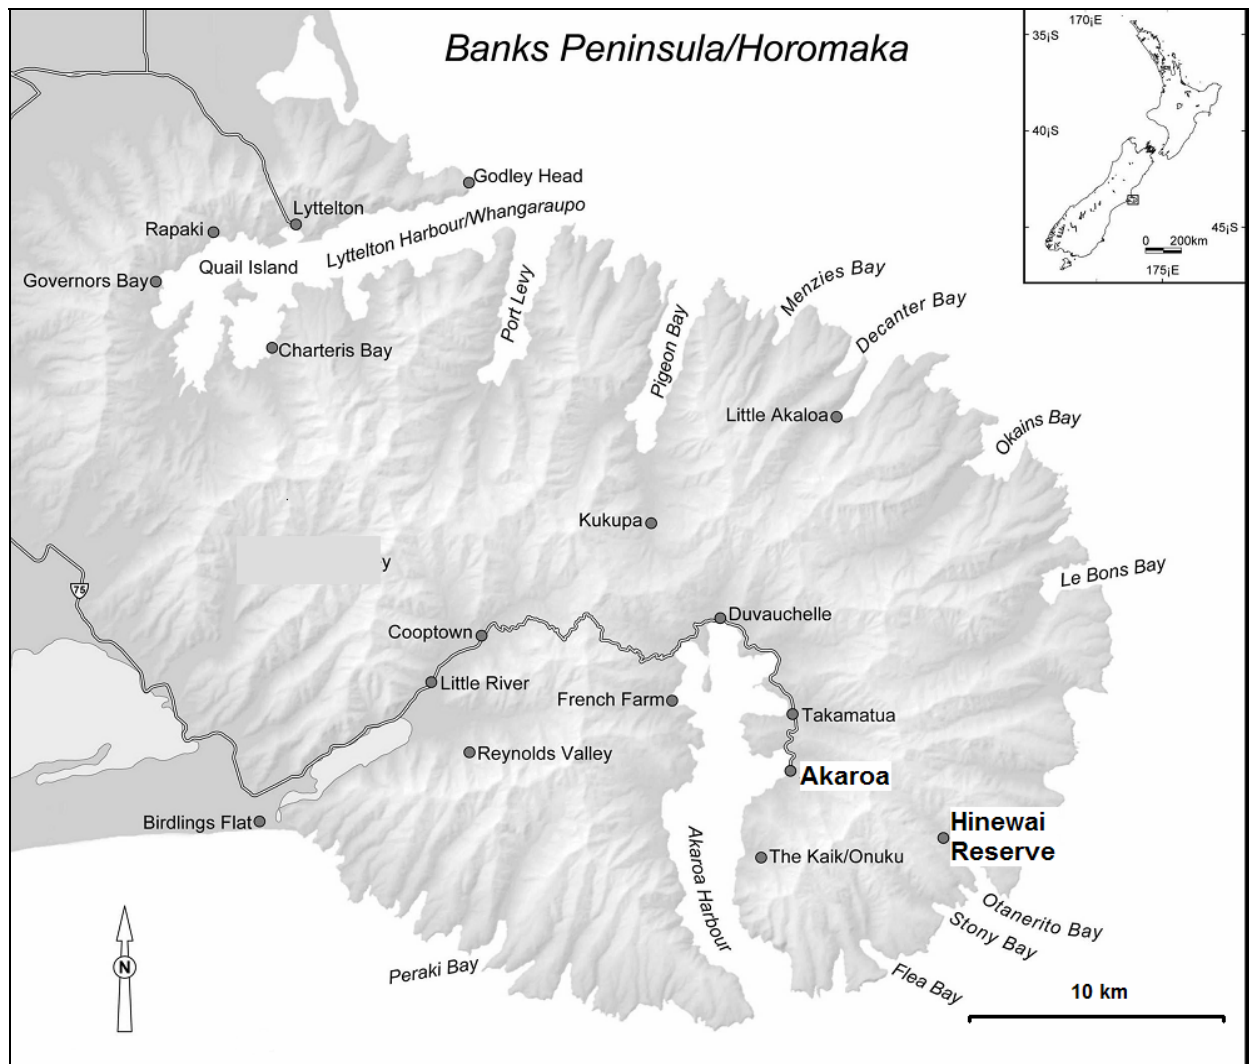 Banks Peninsula/Horomaka
170¡E
35¡S
40¡S
45¡S
0 200km
175¡E
Godley Head
Lyttelton
Rapaki
Lyttelton Harbour/Whangaraupo
Quail Island
Governors Bay
Port Levy
Menzies Bay
Decanter Bay
Pigeon Bay
Charteris Bay
Little Akaloa
Okains Bay
Kukupa
y
Le Bons Bay
75
Duvauchelle
Cooptown
Little River
French Farm
Takamatua
Reynolds Valley
Akaroa
Birdlings Flat
Hinewai
Reserve
Akaroa Harbour
The Kaik/Onuku
Otanerito Bay
Stony Bay
Peraki Bay
Flea Bay
N
10 km